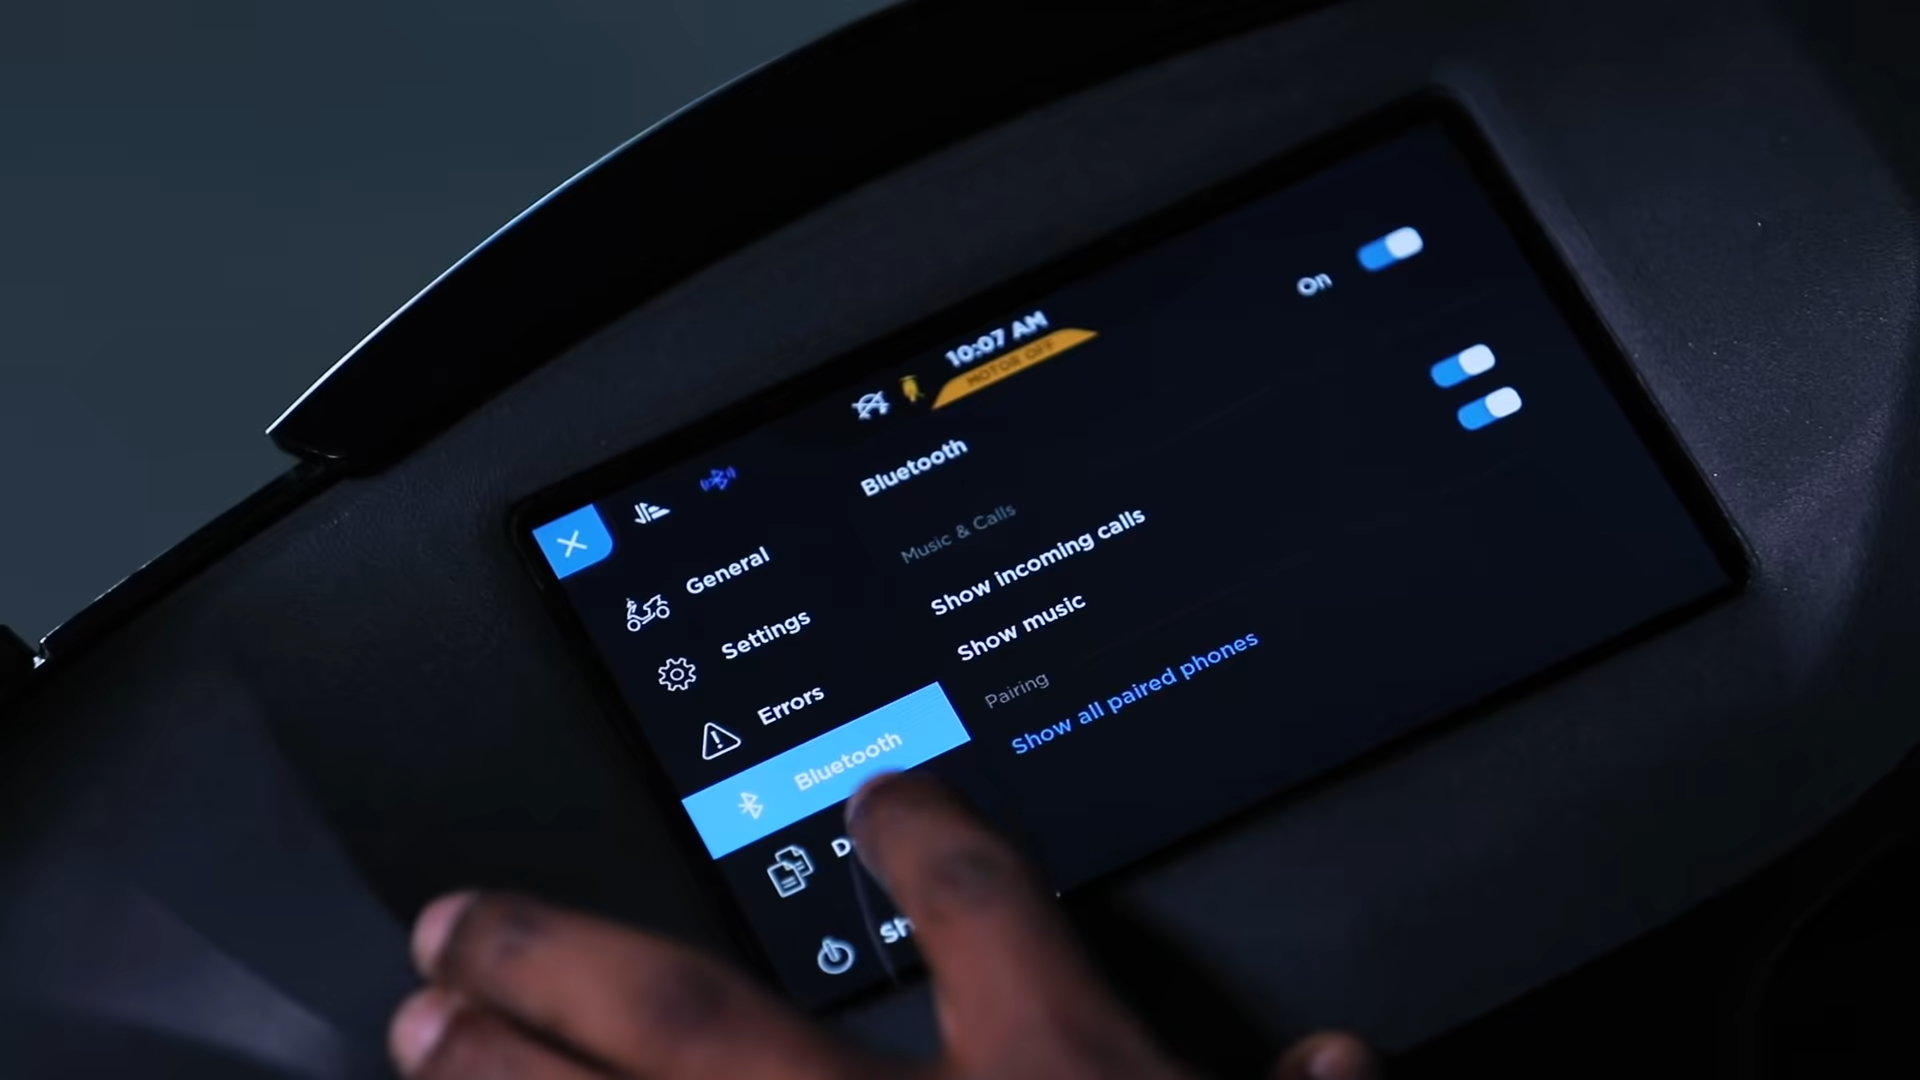 10:07 AM
MOTOR OFF
General
Settings
Errors
Bluetooth
Bluetooth
On
Music & Calls
Show incoming calls
Show music
Pairing
Show all paired phones